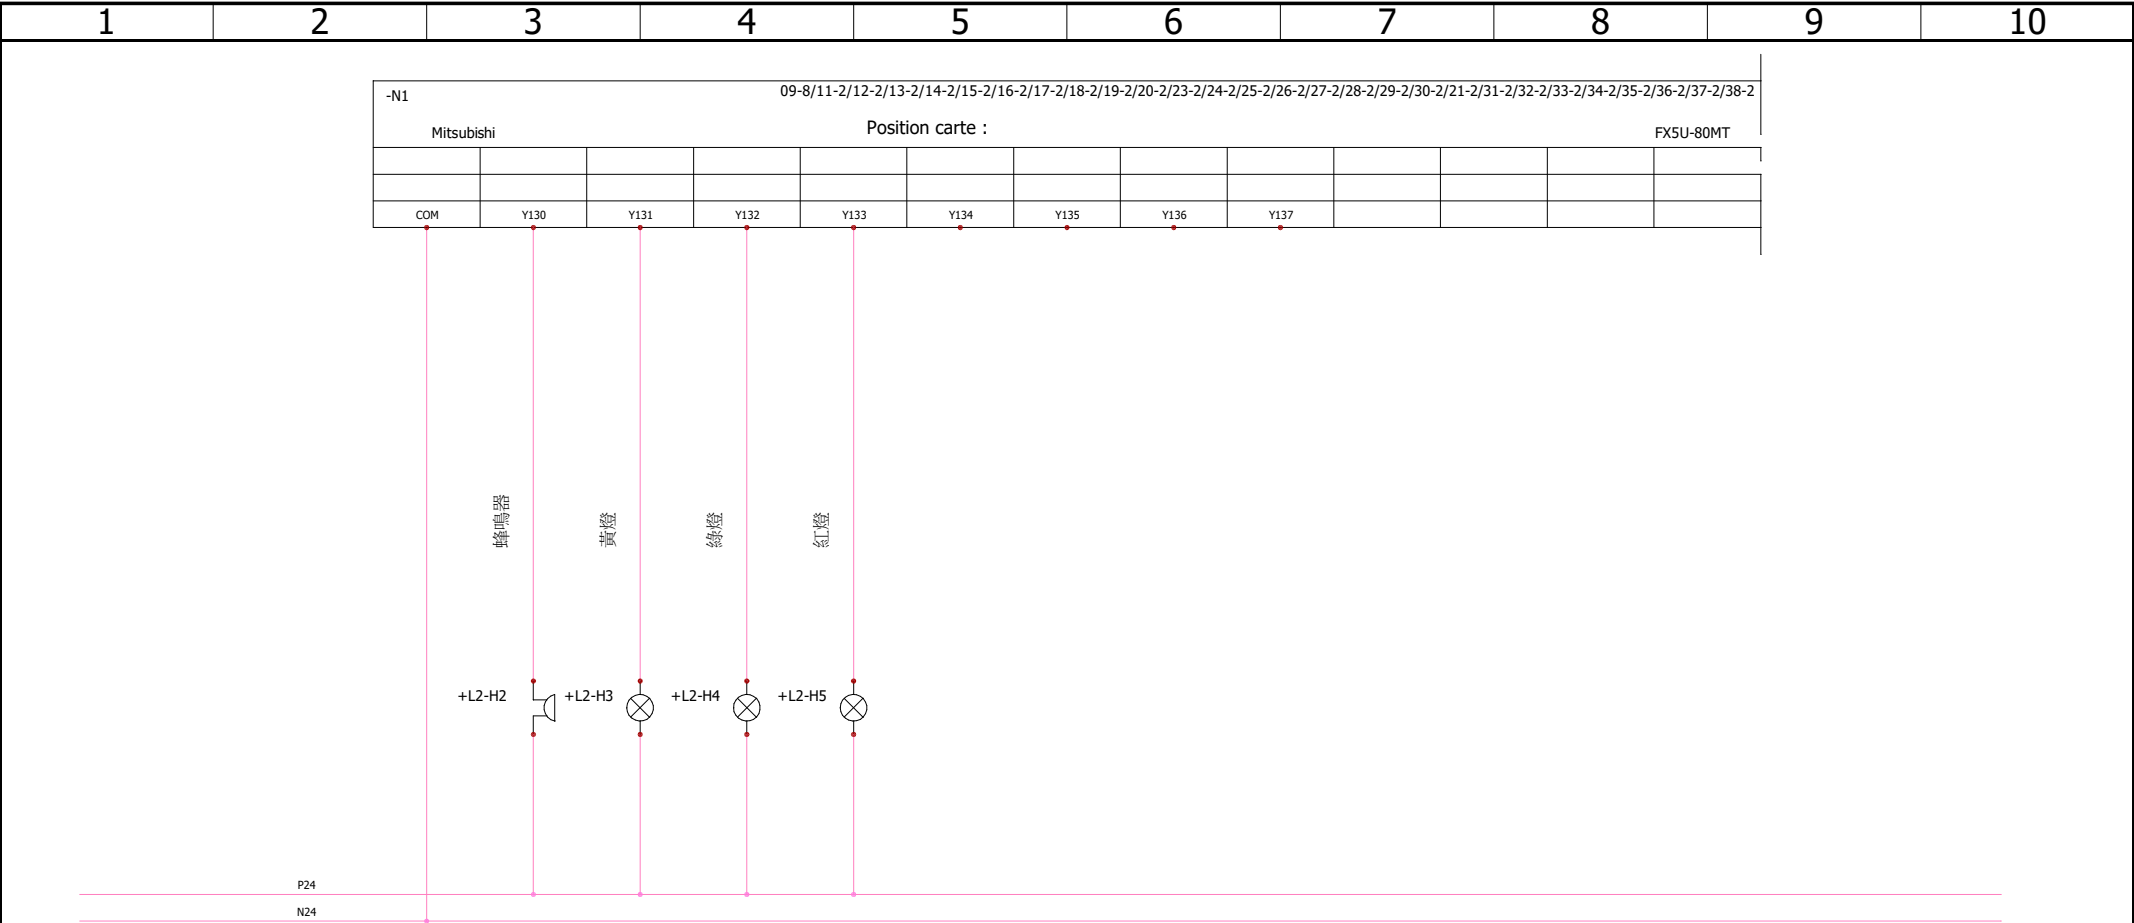 1 2 3 4 5 6 7 8 9 10
-N1 09-8/11-2/12-2/13-2/14-2/15-2/16-2/17-2/18-2/19-2/20-2/23-2/24-2/25-2/26-2/27-2/28-2/29-2/30-2/21-2/31-2/32-2/33-2/34-2/35-2/36-2/37-2/38-2
Mitsubishi Position carte : FX5U-80MT
COM Y130 Y131 Y132 Y133 Y134 Y135 Y136 Y137
蜂鳴器
黃燈
綠燈
紅燈
+L2-H2 +L2-H3 +L2-H4 +L2-H5
P24
N24